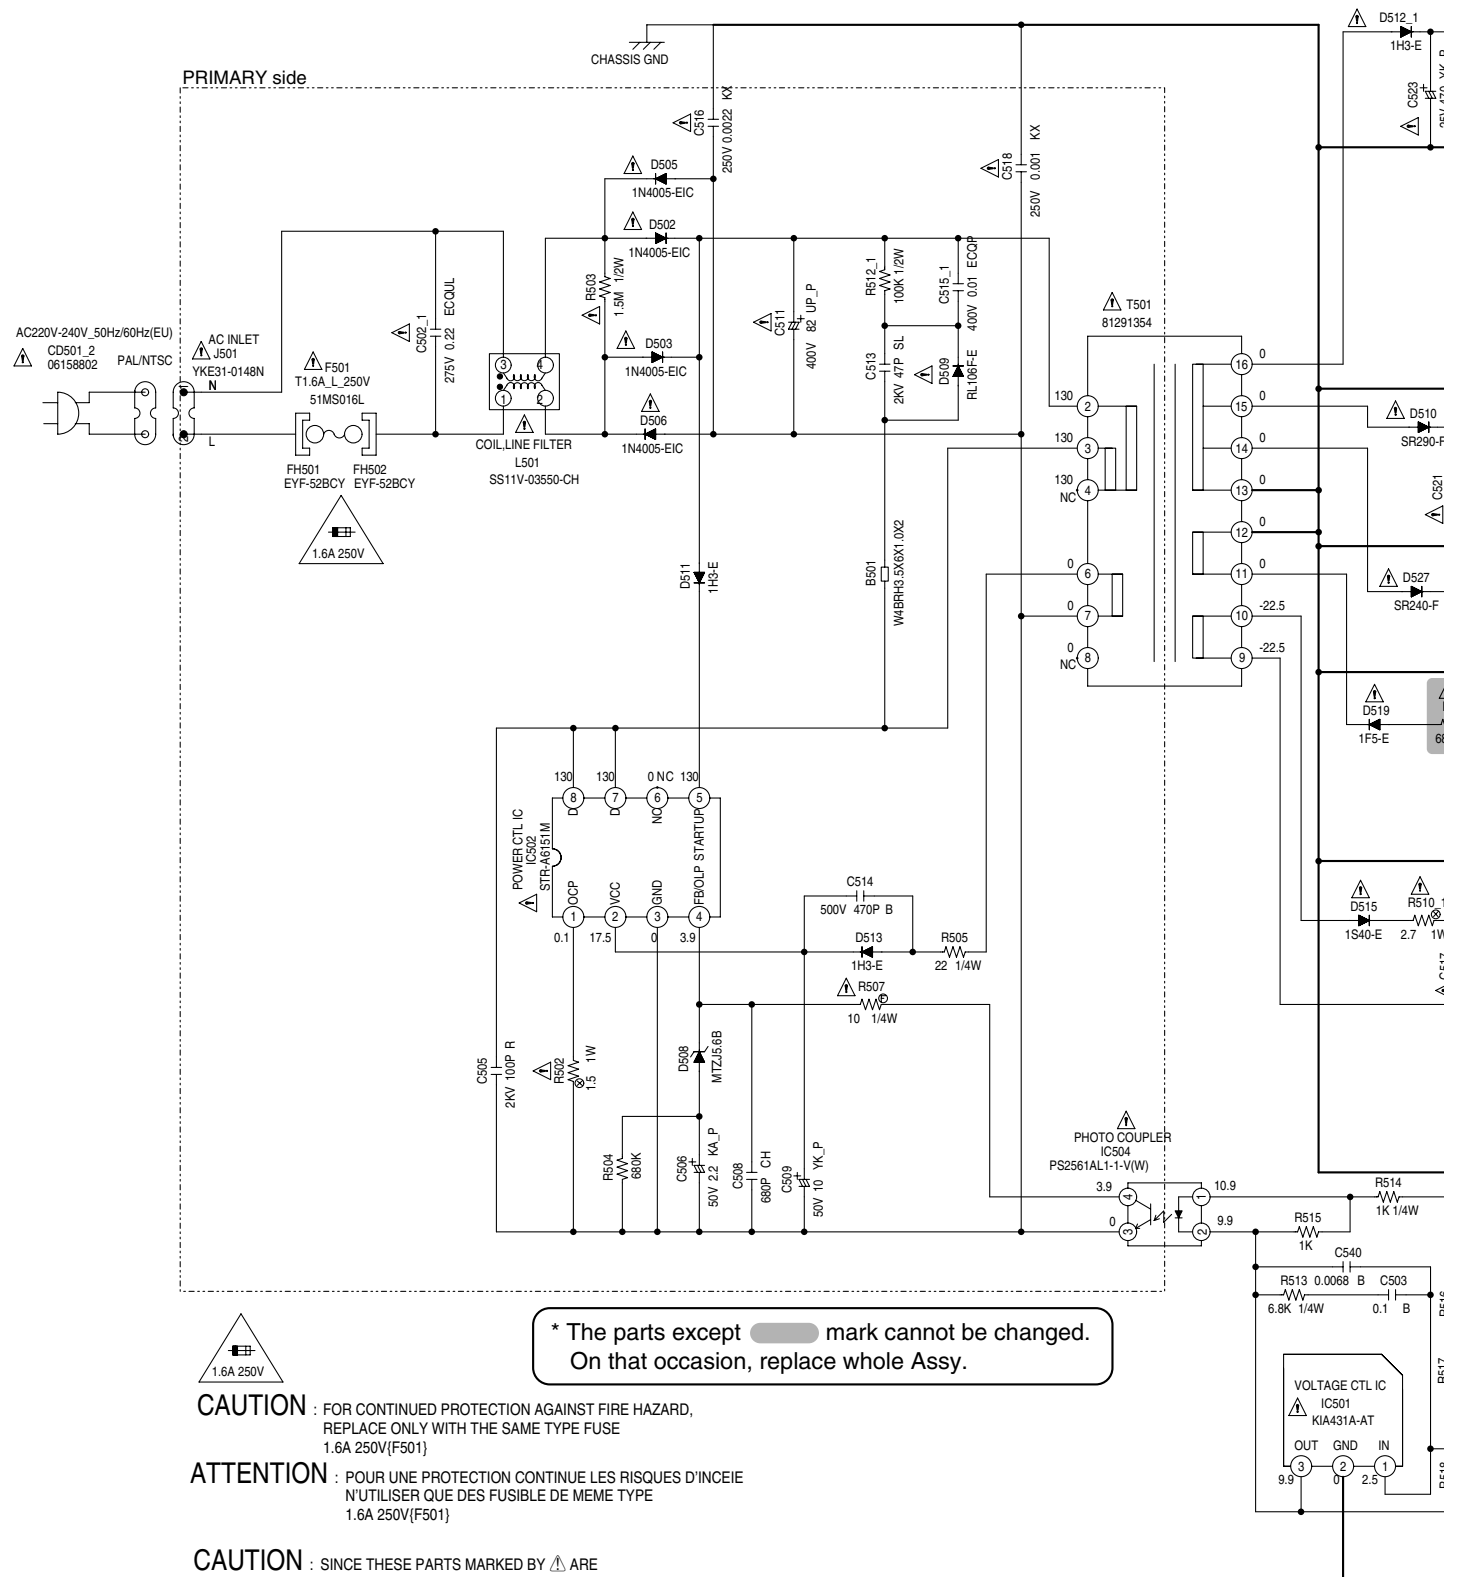 CHASSIS GND
PRIMARY side
D512_1
1H3-E
C523
C516
250V 0.0022 KX
C518
250V 0.001 KX
D505
1N4005-EIC
D502
1N4005-EIC
R503
1.5M 1/2W
D503
1N4005-EIC
D506
1N4005-EIC
C511
400V 82 UP_P
R512_1
100K 1/2W
C515_1
400V 0.01 ECQP
C513
2KV 47P SL
D509
RL106F-E
C502_1
275V 0.22 ECQUL
AC220V-240V_50Hz/60Hz(EU)
CD501_2
06158802
PAL/NTSC
AC INLET
J501
YKE31-0148N
N
L
1
2
F501
T1.6A_L_250V
51MS016L
FH501
EYF-52BCY
FH502
EYF-52BCY
1.6A 250V
3
4
1
2
COIL,LINE FILTER
L501
SS11V-03550-CH
T501
81291354
130
2
130
3
130
NC
4
0
6
0
7
0
NC
8
16
0
15
0
14
0
13
0
12
0
11
0
10
-22.5
9
-22.5
D510
SR290-F
C521
D527
SR240-F
D519
1F5-E
68
D511
1H3-E
B501
W4BRH3.5X6X1.0X2
130
130
0 NC
130
8
7
6
5
D
D
NC
STARTUP
POWER CTL IC
IC502
STR-A6151M
OCP
VCC
GND
FB/OLP
1
2
3
4
0.1
17.5
0
3.9
C514
500V 470P B
D513
1H3-E
R505
22 1/4W
R507
10 1/4W
D515
1S40-E
R510_1
2.7 1W
C517
C505
2KV 100P R
R502
1.5 1W
D508
MTZJ5.6B
R504
680K
C506
50V 2.2 KA_P
C508
680P CH
C509
50V 10 YK_P
PHOTO COUPLER
IC504
PS2561AL1-1-V(W)
3.9
4
1
10.9
0
3
2
9.9
R514
1K 1/4W
R515
1K
C540
0.0068 B
R513
6.8K 1/4W
C503
0.1 B
R516
R517
R518
VOLTAGE CTL IC
IC501
KIA431A-AT
OUT GND IN
3
2
1
9.9
0
2.5
* The parts except mark cannot be changed.
On that occasion, replace whole Assy.
1.6A 250V
CAUTION : FOR CONTINUED PROTECTION AGAINST FIRE HAZARD,
REPLACE ONLY WITH THE SAME TYPE FUSE
1.6A 250V{F501}
ATTENTION : POUR UNE PROTECTION CONTINUE LES RISQUES D'INCEIE
N'UTILISER QUE DES FUSIBLE DE MEME TYPE
1.6A 250V{F501}
CAUTION : SINCE THESE PARTS MARKED BY ⚠ ARE